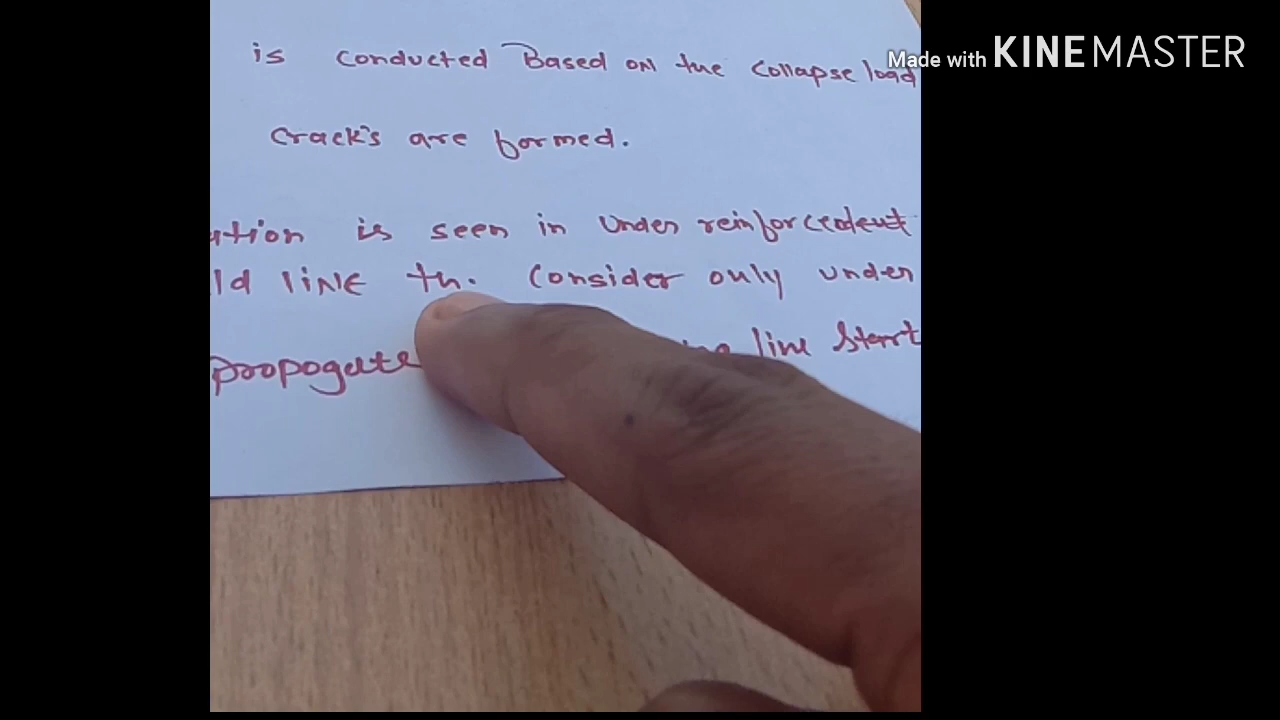 is conducted Based on the collapse load
Made with KINEMASTER
crack's are formed.
ation is seen in under reinforcedeut
ld line th. Consider only under
propogate line start